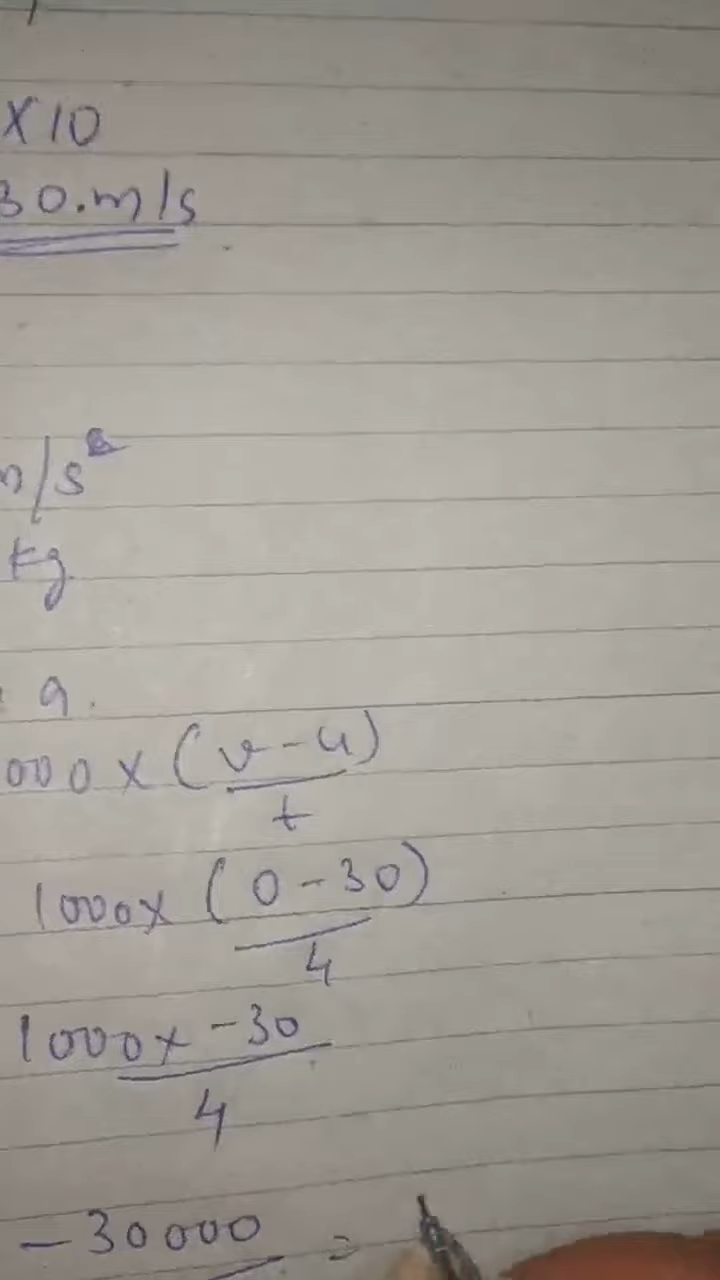 X10
30.m/s
m/s²
kg.
a.
000 x (v-u)
t
1000x (0-30)
4
1000x -30
4
-30000 =